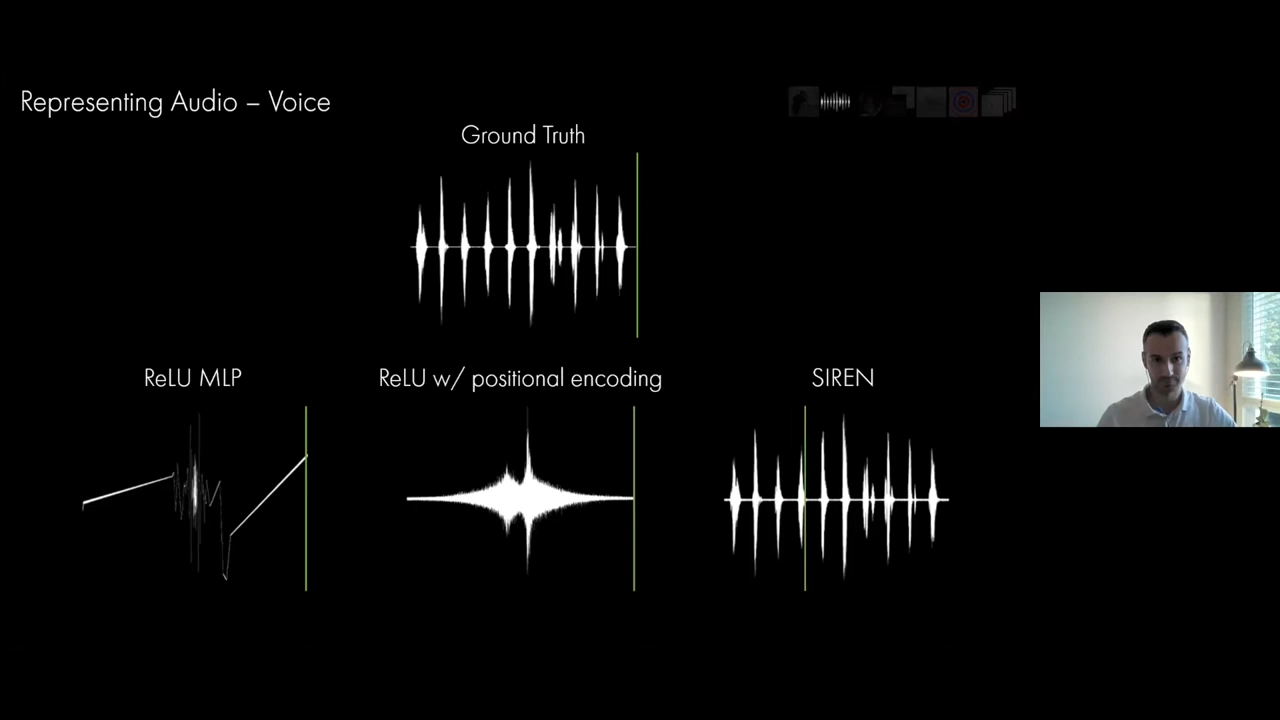 Representing Audio – Voice
Ground Truth
ReLU MLP
ReLU w/ positional encoding
SIREN